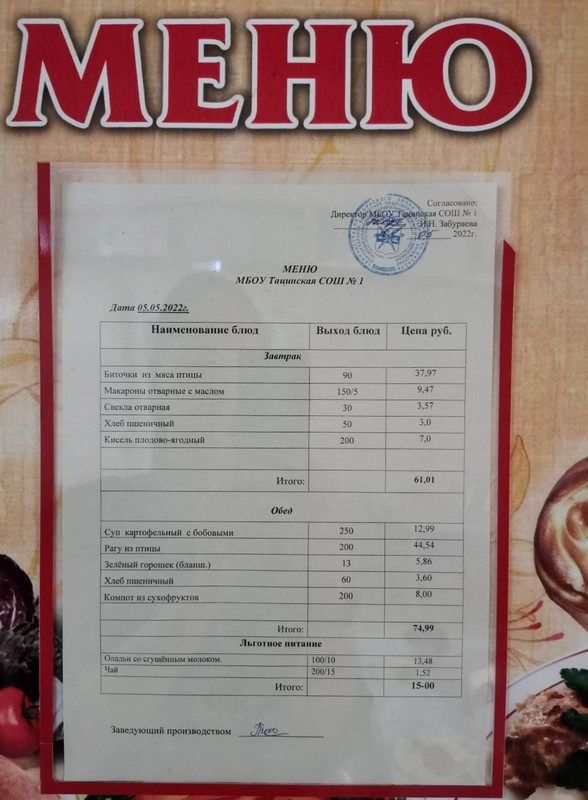 МЕНЮ
Согласовано:
Директор МБОУ Тацинская СОШ № 1
И.Н. Забураева
05 2022г.
МЕНЮ
МБОУ Тацинская СОШ № 1
Дата 05.05.2022г.
Наименование блюд Выход блюд Цена руб.
Завтрак
Биточки из мяса птицы 90 37,97
Макароны отварные с маслом 150/5 9,47
Свекла отварная 30 3,57
Хлеб пшеничный 50 3,0
Кисель плодово-ягодный 200 7,0
Итого: 61,01
Обед
Суп картофельный с бобовыми 250 12,99
Рагу из птицы 200 44,54
Зелёный горошек (бланш.) 13 5,86
Хлеб пшеничный 60 3,60
Компот из сухофруктов 200 8,00
Итого: 74,99
Льготное питание
Оладьи со сгущённым молоком. 100/10 13,48
Чай 200/15 1,52
Итого: 15-00
Заведующий производством